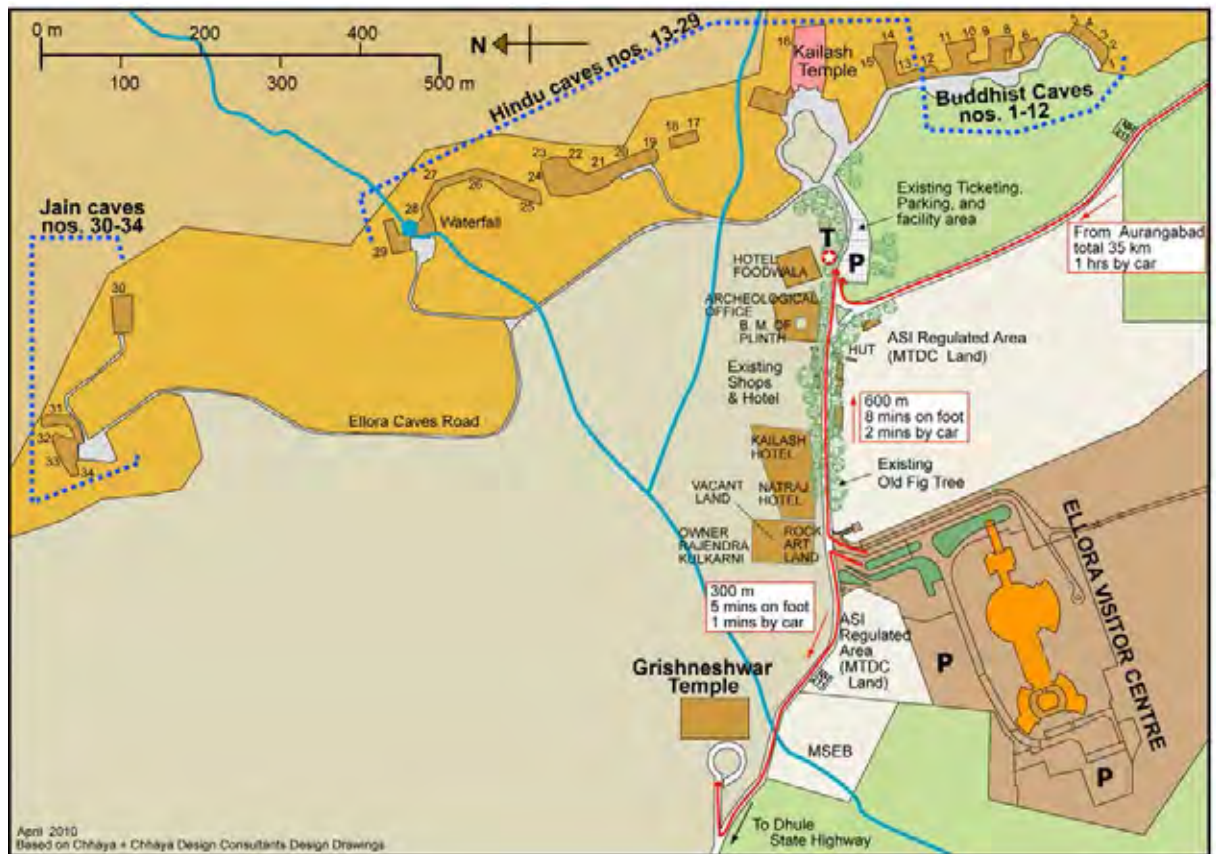 0 m
200
400
100
300
500 m
N
Hindu caves nos. 13-29
16
Kailash
Temple
14
15
13
12
11
10
9
8
6
4
2
1
Buddhist Caves
nos. 1-12
Jain caves
nos. 30-34
23
22
21
20
19
18
17
24
25
26
27
28
29
Waterfall
30
31
32
33
34
Ellora Caves Road
Existing Ticketing,
Parking, and
facility area
T
P
From Aurangabad
total 35 km
1 hrs by car
HOTEL
FOODWALA
ARCHEOLOGICAL
OFFICE
B. M. OF
PLINTH
HUT
ASI Regulated Area
(MTDC Land)
Existing
Shops
& Hotel
600 m
8 mins on foot
2 mins by car
KAILASH
HOTEL
Existing
Old Fig Tree
VACANT
LAND
NATRAJ
HOTEL
OWNER
RAJENDRA
KULKARNI
ROCK
ART
LAND
300 m
5 mins on foot
1 mins by car
ASI
Regulated
Area
(MTDC
Land)
P
ELLORA VISITOR CENTRE
P
Grishneshwar
Temple
MSEB
To Dhule
State Highway
April 2010
Based on Chhaya + Chhaya Design Consultants Design Drawings